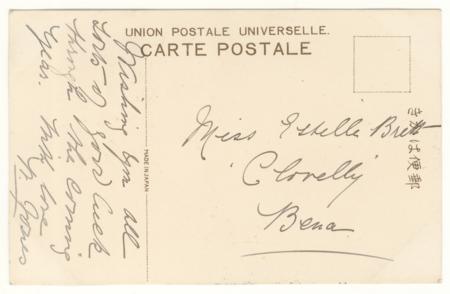 UNION POSTALE UNIVERSELLE.
CARTE POSTALE
Wishing you all
sorts of good luck
through the coming
year. With love
MADE IN JAPAN
Miss Estelle Brett
"Clovelly"
Bena
きがは便郵